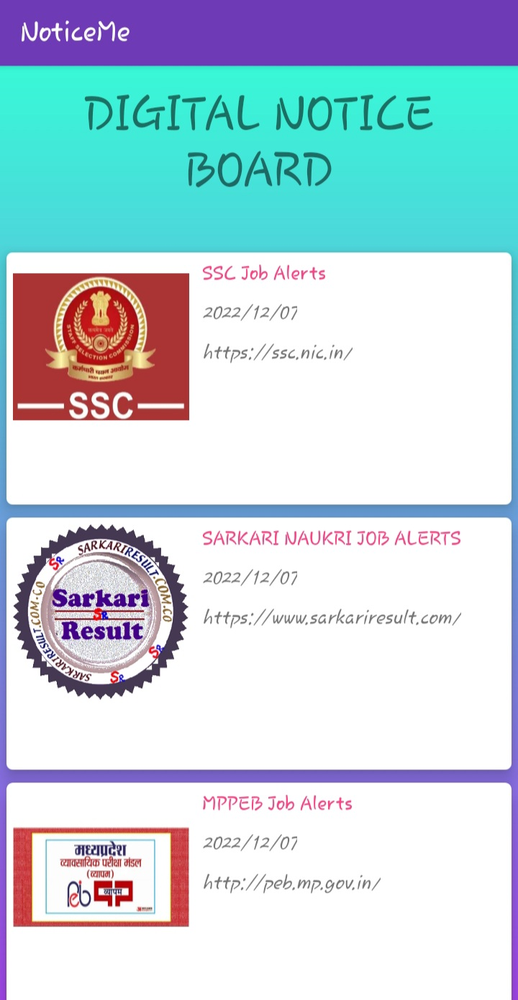 NoticeMe
DIGITAL NOTICE
BOARD
SSC Job Alerts
2022/12/07
https://ssc.nic.in/
सत्यमेव जयते
STAFF SELECTION COMMISSION
कर्मचारी चयन आयोग
भारत सरकार
SSC
SARKARI NAUKRI JOB ALERTS
2022/12/07
https://www.sarkariresult.com/
SARKARIRESULT.COM.CO
SR
Sarkari
SR
Result
SR
SR
SARKARIRESULT.COM.CO
MPPEB Job Alerts
2022/12/07
http://peb.mp.gov.in/
मध्यप्रदेश
व्यावसायिक परीक्षा मंडल
(व्यापम)
Peb
व्यापम